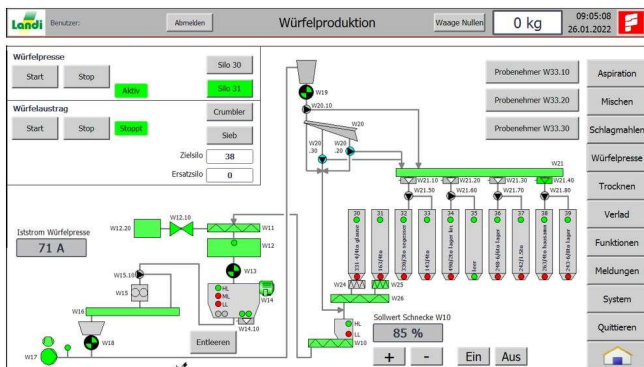 Landi
Benutzer:
Abmelden
Würfelproduktion
Waage Nullen
0 kg
09:05:08
26.01.2022
Würfelpresse
Start
Stop
Aktiv
Silo 30
Silo 31
Würfelaustrag
Start
Stop
Stoppt
Crumbler
Sieb
Zielsilo
38
Ersatzsilo
0
Iststrom Würfelpresse
71 A
W19
W20.10
W20
W20
.30
W20
.20
Probenehmer W33.10
Probenehmer W33.20
Probenehmer W33.30
W21
W21.10
W21.20
W21.30
W21.40
W21.50
W21.60
W21.70
W21.80
30
31
32
33
34
35
36
37
38
39
leer
W24
W25
W26
W12.20
W12.10
W11
W12
W13
HL
ML
LL
W14
W14.10
W15.10
W15
W16
W17
W18
Entleeren
HL
LL
W10
Sollwert Schnecke W10
85 %
+
-
Ein
Aus
Aspiration
Mischen
Schlagmahlen
Würfelpresse
Trocknen
Verlad
Funktionen
Meldungen
System
Quittieren